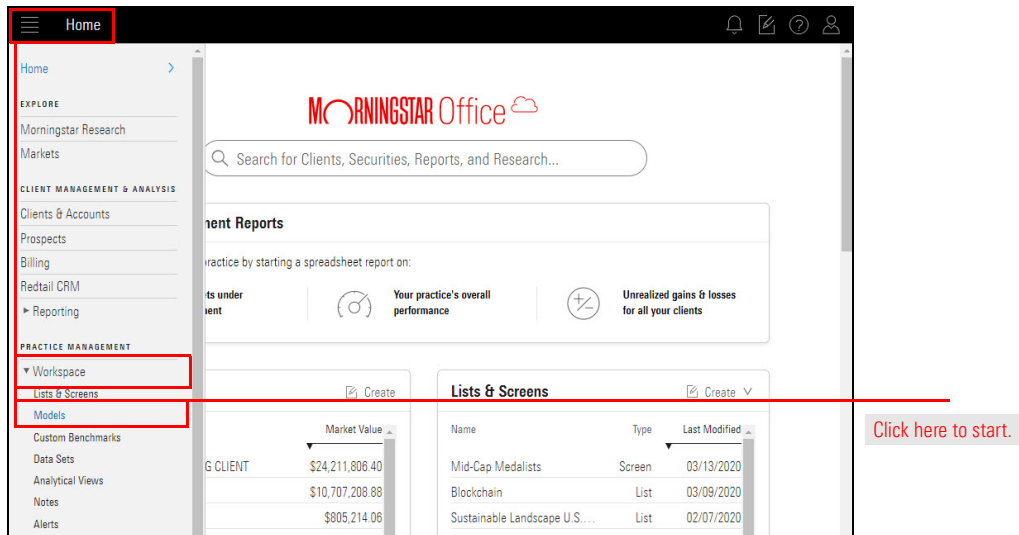 Home
Home
EXPLORE
Morningstar Research
Markets
CLIENT MANAGEMENT & ANALYSIS
Clients & Accounts
Prospects
Billing
Redtail CRM
Reporting
PRACTICE MANAGEMENT
Workspace
Lists & Screens
Models
Custom Benchmarks
Data Sets
Analytical Views
Notes
Alerts
MORNINGSTAR Office
Search for Clients, Securities, Reports, and Research...
nent Reports
practice by starting a spreadsheet report on:
ts under
nent
Your practice's overall
performance
Unrealized gains & losses
for all your clients
Create
Market Value
G CLIENT $24,211,806.40
$10,707,208.88
$805,214.06
Lists & Screens Create
Name Type Last Modified
Mid-Cap Medalists Screen 03/13/2020
Blockchain List 03/09/2020
Sustainable Landscape U.S.... List 02/07/2020
Click here to start.